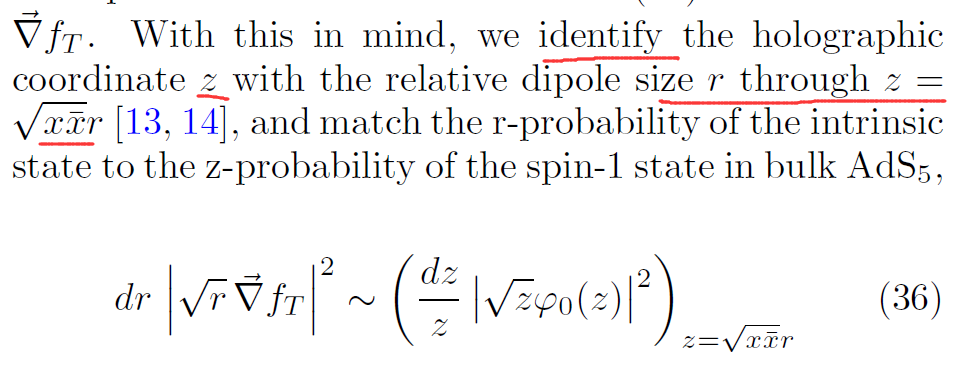 ∇⃗f_T. With this in mind, we identify the holographic
coordinate z with the relative dipole size r through z =
√(xx̄)r [13, 14], and match the r-probability of the intrinsic
state to the z-probability of the spin-1 state in bulk AdS₅,
dr |√r ∇⃗f_T|² ∼ (dz/z |√z φ₀(z)|²)_{z=√(xx̄)r} (36)